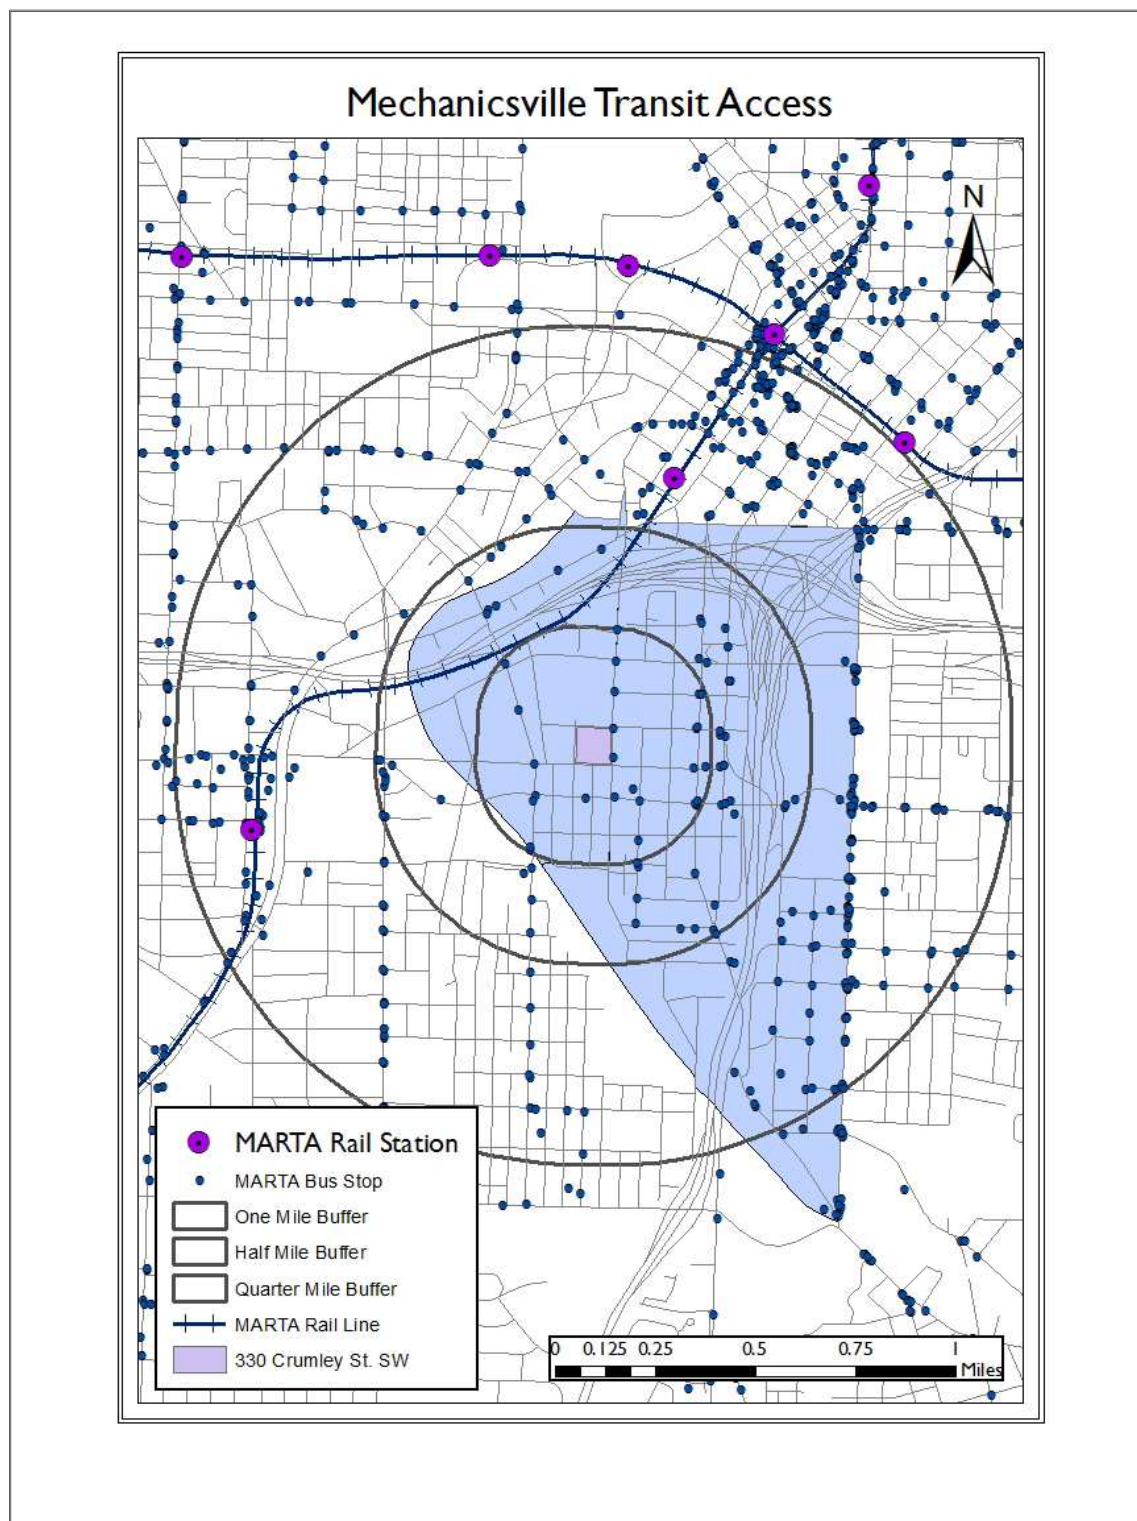 Mechanicsville Transit Access
N
MARTA Rail Station
MARTA Bus Stop
One Mile Buffer
Half Mile Buffer
Quarter Mile Buffer
MARTA Rail Line
330 Crumley St. SW
0 0.125 0.25 0.5 0.75 1
Miles